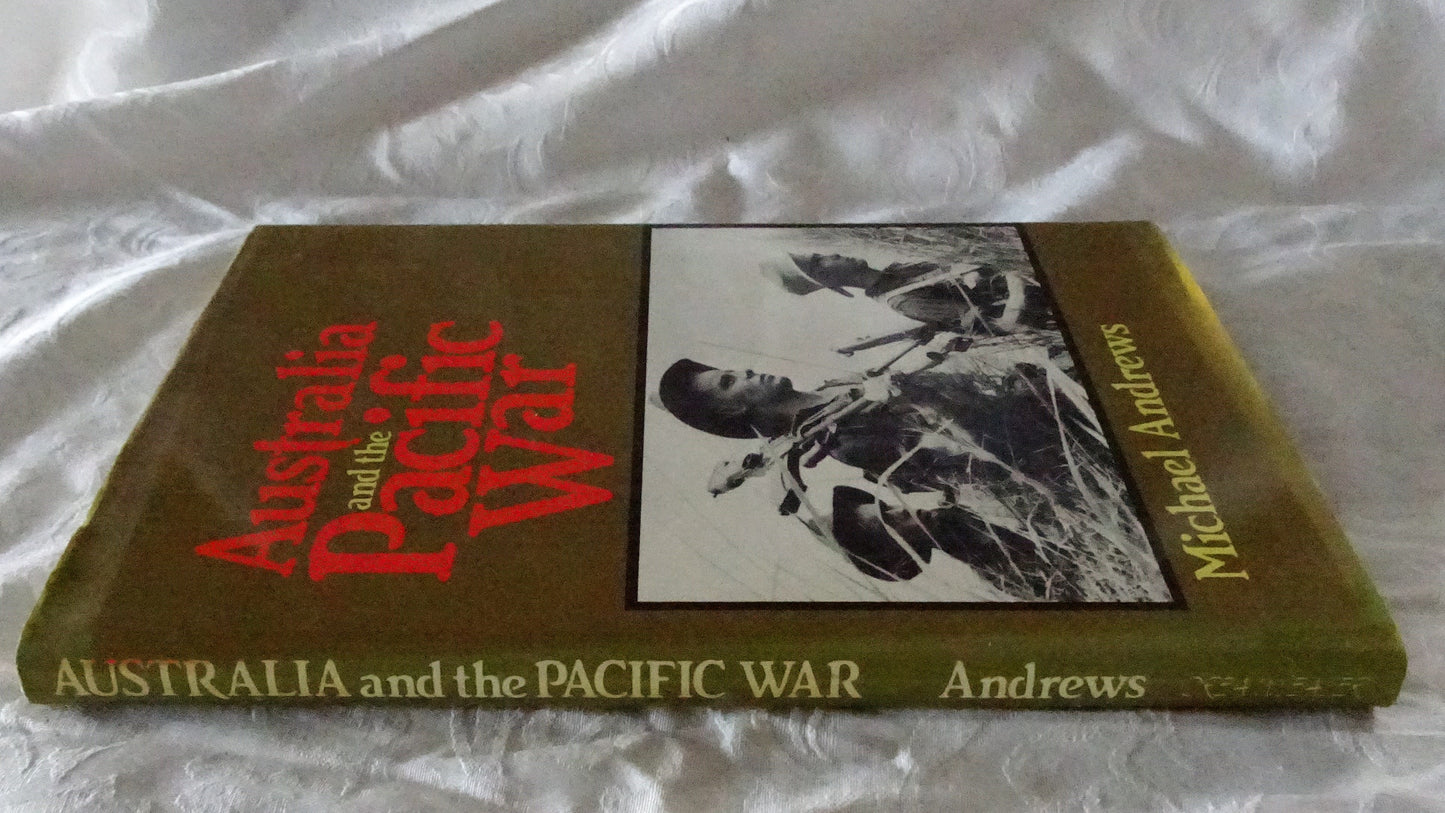 Australia
and the
Pacific
War
Michael Andrews
AUSTRALIA and the PACIFIC WAR Andrews